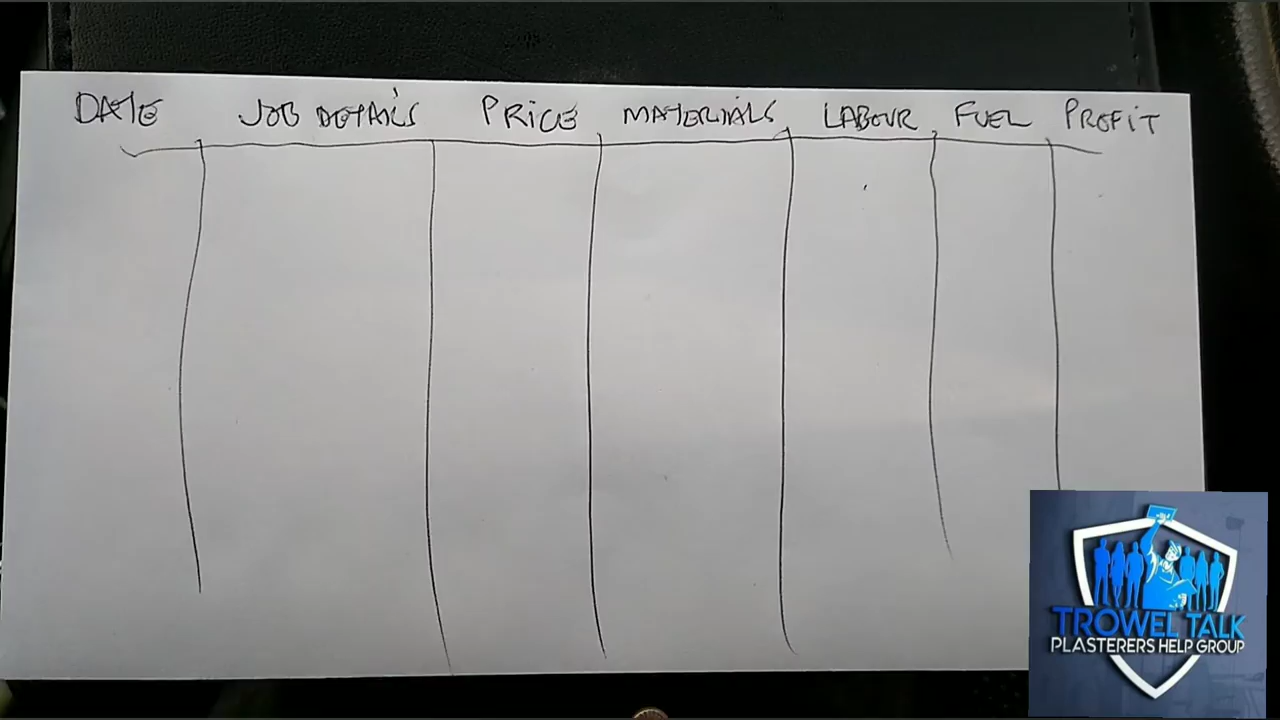 DATE JOB DETAILS PRICE MATERIALS LABOUR FUEL PROFIT
TROWEL TALK
PLASTERERS HELP GROUP